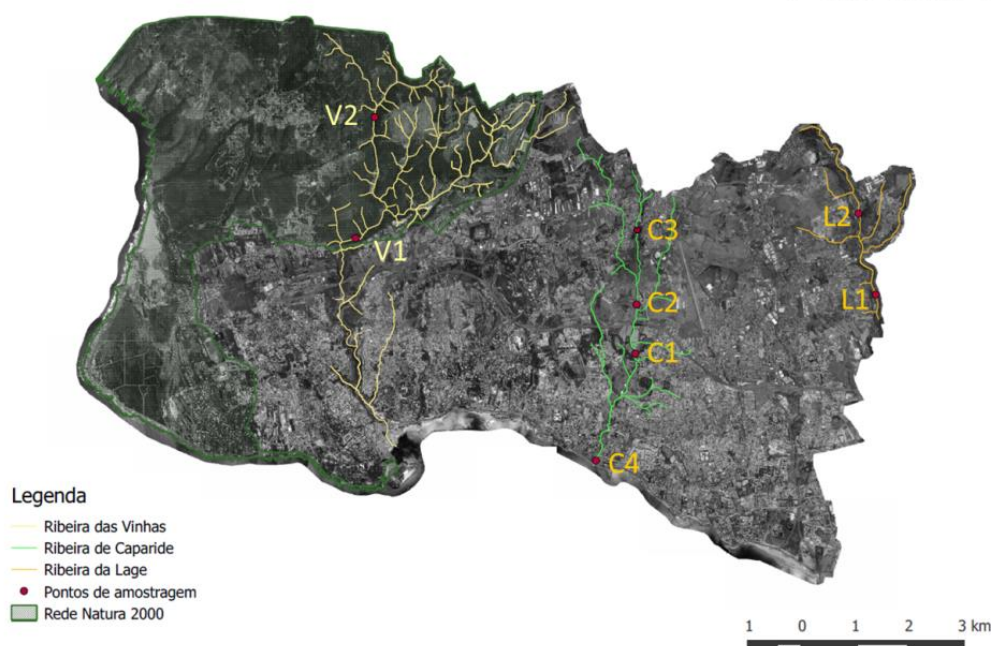 V2
V1
C3
C2
C1
C4
L2
L1
Legenda
Ribeira das Vinhas
Ribeira de Caparide
Ribeira da Lage
Pontos de amostragem
Rede Natura 2000
1 0 1 2 3 km